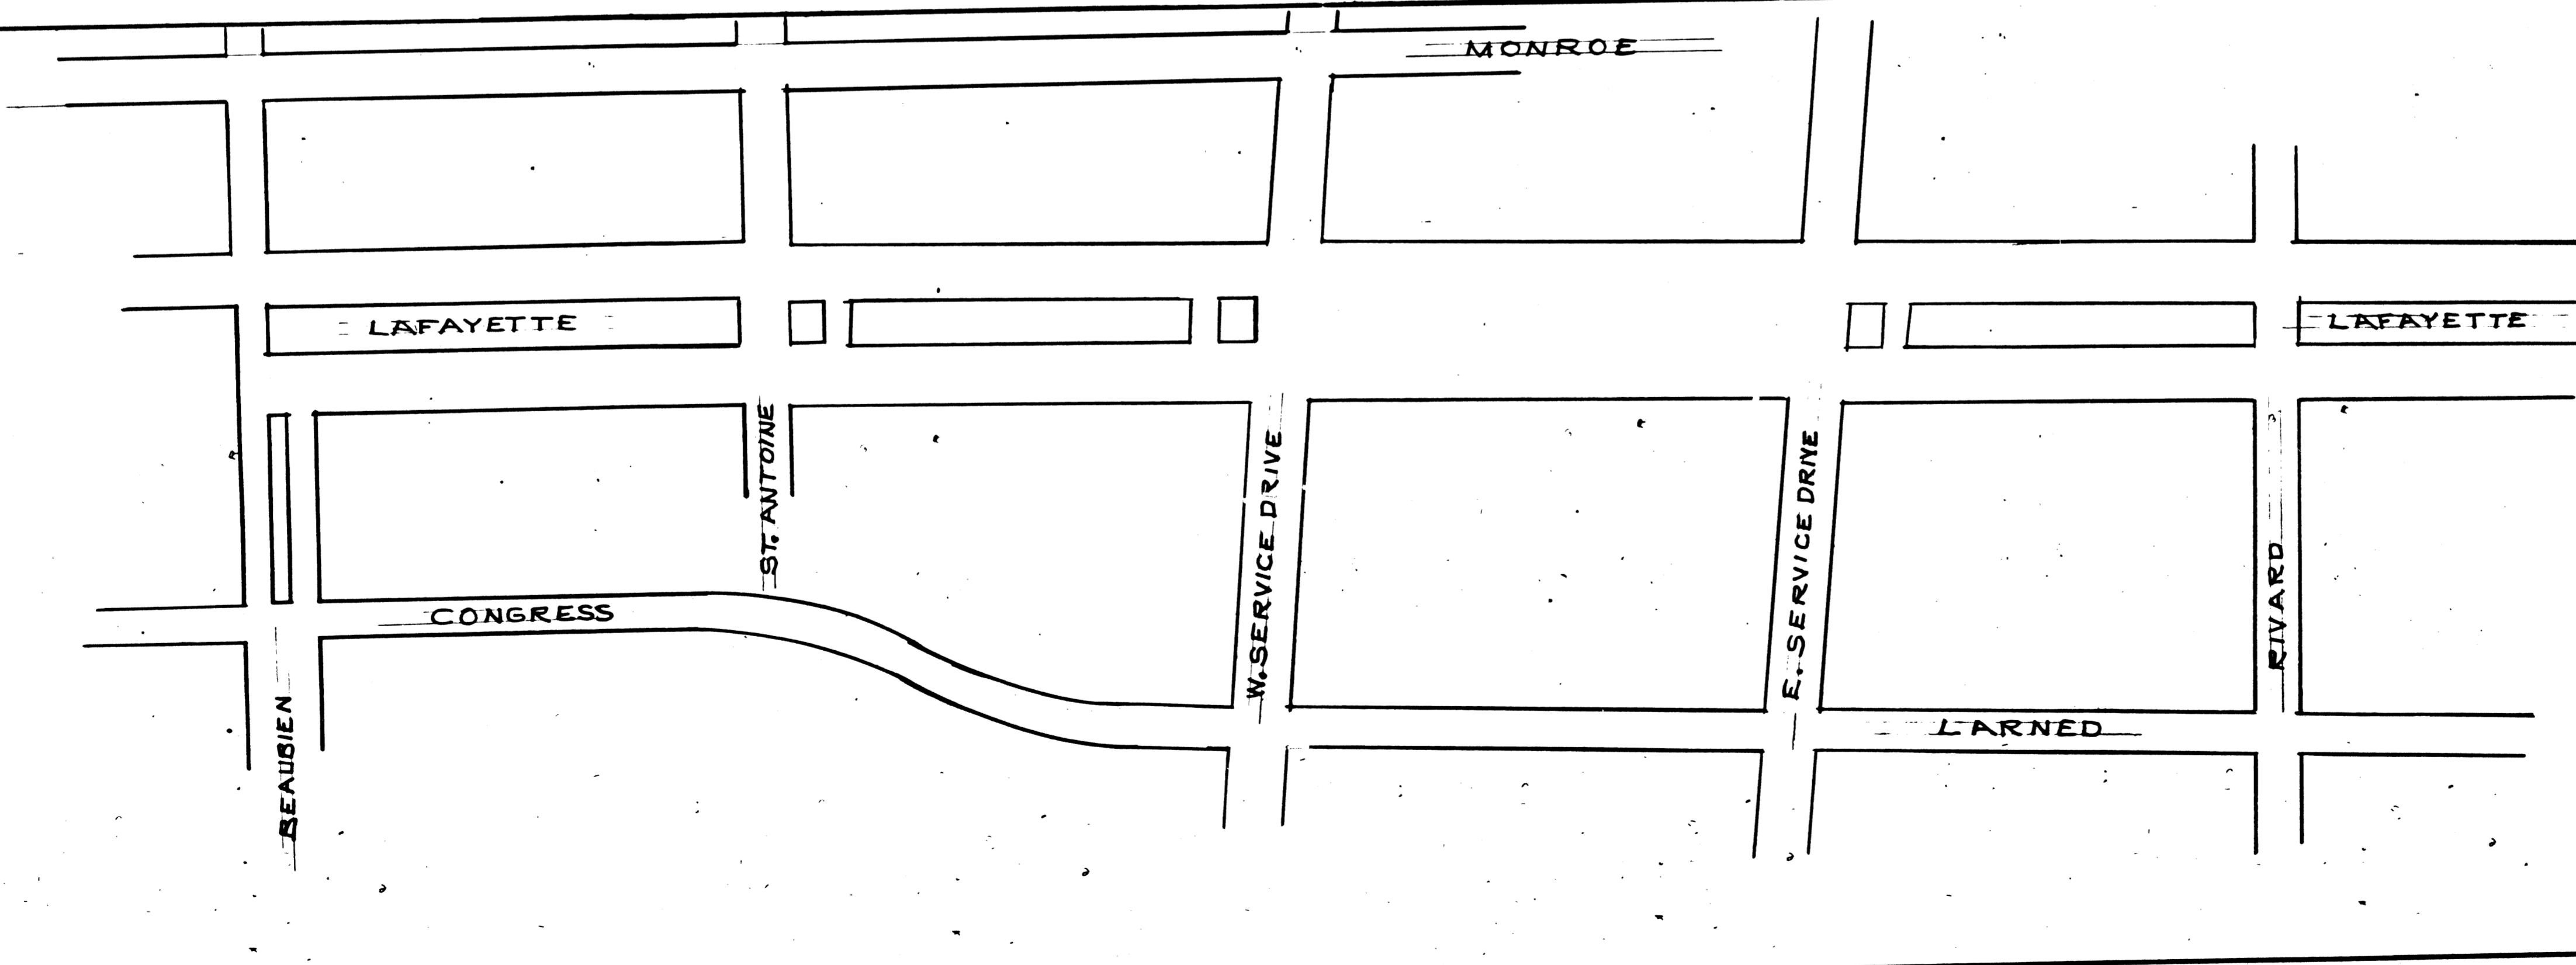 MONROE
LAFAYETTE
LAFAYETTE
ST. ANTOINE
W. SERVICE DRIVE
E. SERVICE DRIVE
RIVARD
CONGRESS
BEAUBIEN
LARNED